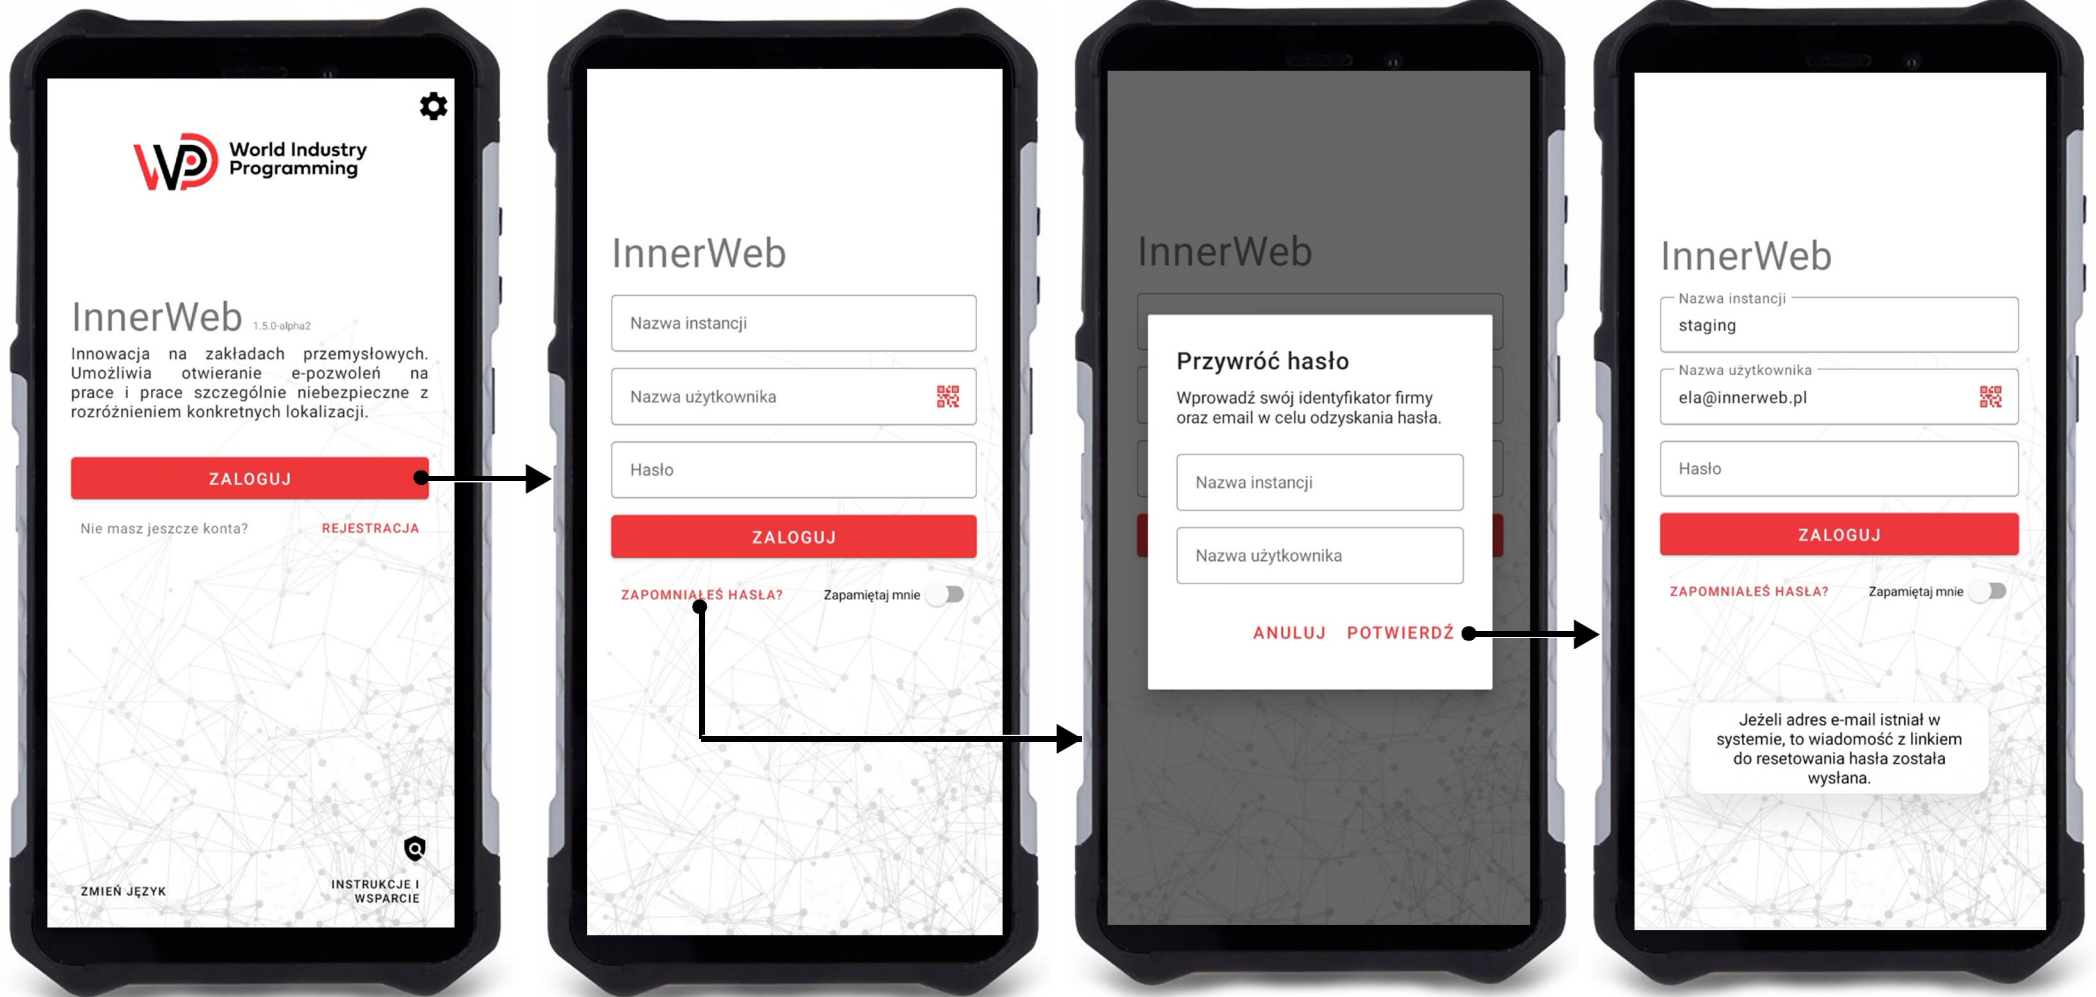 World Industry
Programming
InnerWeb 1.5.0-alpha2
Innowacja na zakładach przemysłowych.
Umożliwia otwieranie e-pozwoleń na
prace i prace szczególnie niebezpieczne z
rozróżnieniem konkretnych lokalizacji.
ZALOGUJ
Nie masz jeszcze konta? REJESTRACJA
ZMIEŃ JĘZYK
INSTRUKCJE I
WSPARCIE
InnerWeb
Nazwa instancji
Nazwa użytkownika
Hasło
ZALOGUJ
ZAPOMNIAŁEŚ HASŁA? Zapamiętaj mnie
InnerWeb
Przywróć hasło
Wprowadź swój identyfikator firmy
oraz email w celu odzyskania hasła.
Nazwa instancji
Nazwa użytkownika
ANULUJ POTWIERDŹ
InnerWeb
Nazwa instancji
staging
Nazwa użytkownika
ela@innerweb.pl
Hasło
ZALOGUJ
ZAPOMNIAŁEŚ HASŁA? Zapamiętaj mnie
Jeżeli adres e-mail istniał w
systemie, to wiadomość z linkiem
do resetowania hasła została
wysłana.